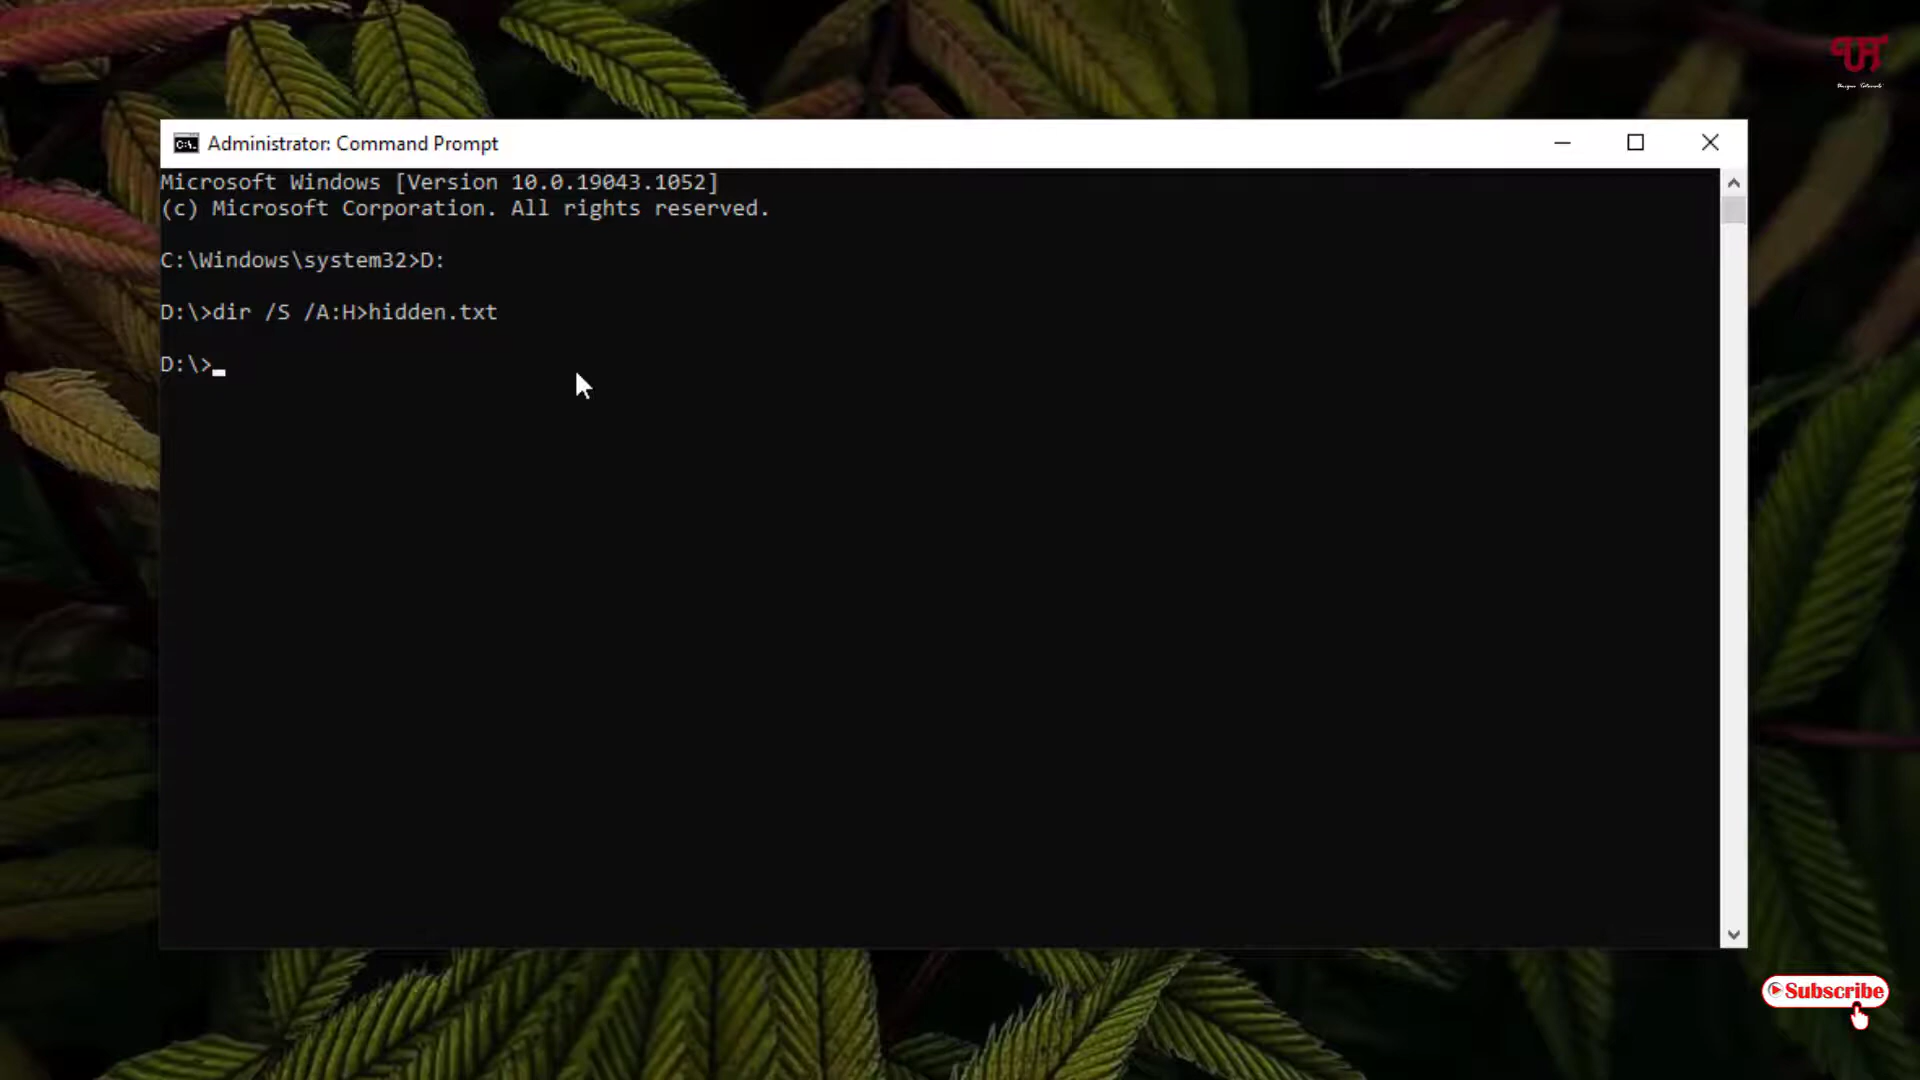 UT
Administrator: Command Prompt
Microsoft Windows [Version 10.0.19043.1052]
(c) Microsoft Corporation. All rights reserved.
C:\Windows\system32>D:
D:\>dir /S /A:H>hidden.txt
D:\>
Subscribe